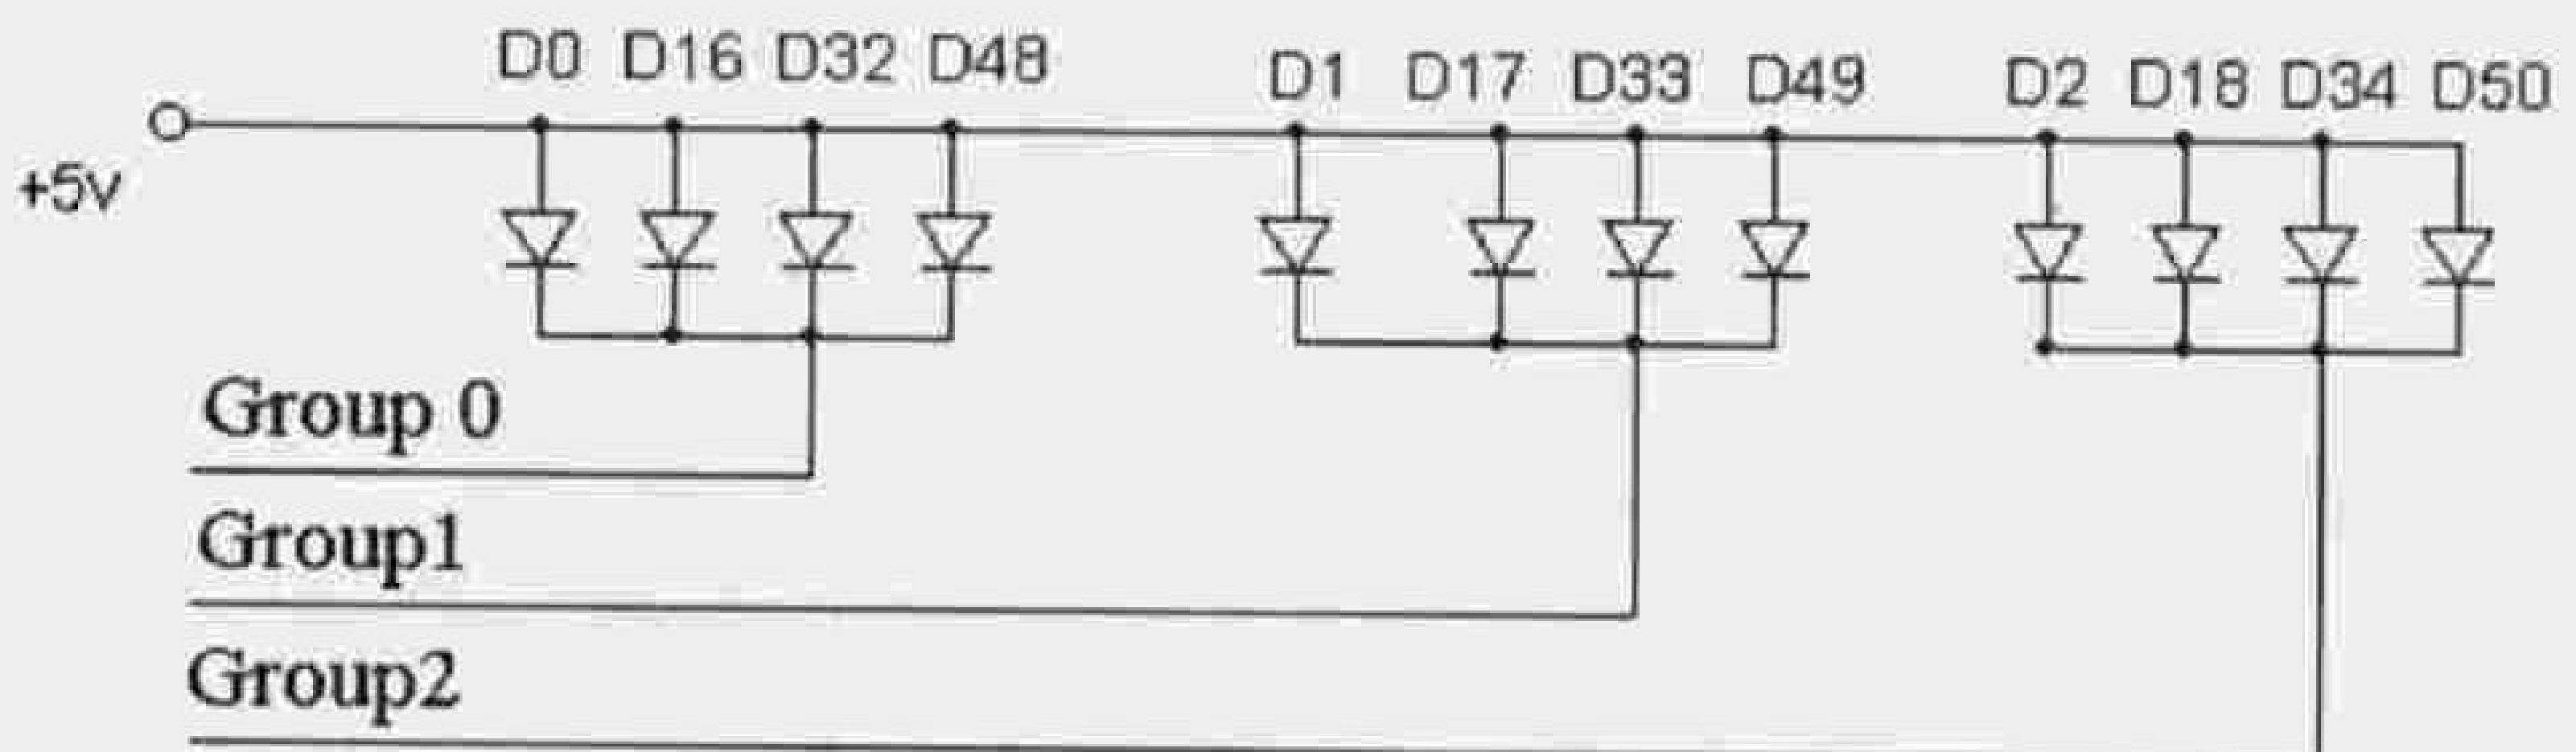 D0 D16 D32 D48 D1 D17 D33 D49 D2 D18 D34 D50
+5v
Group 0
Group1
Group2